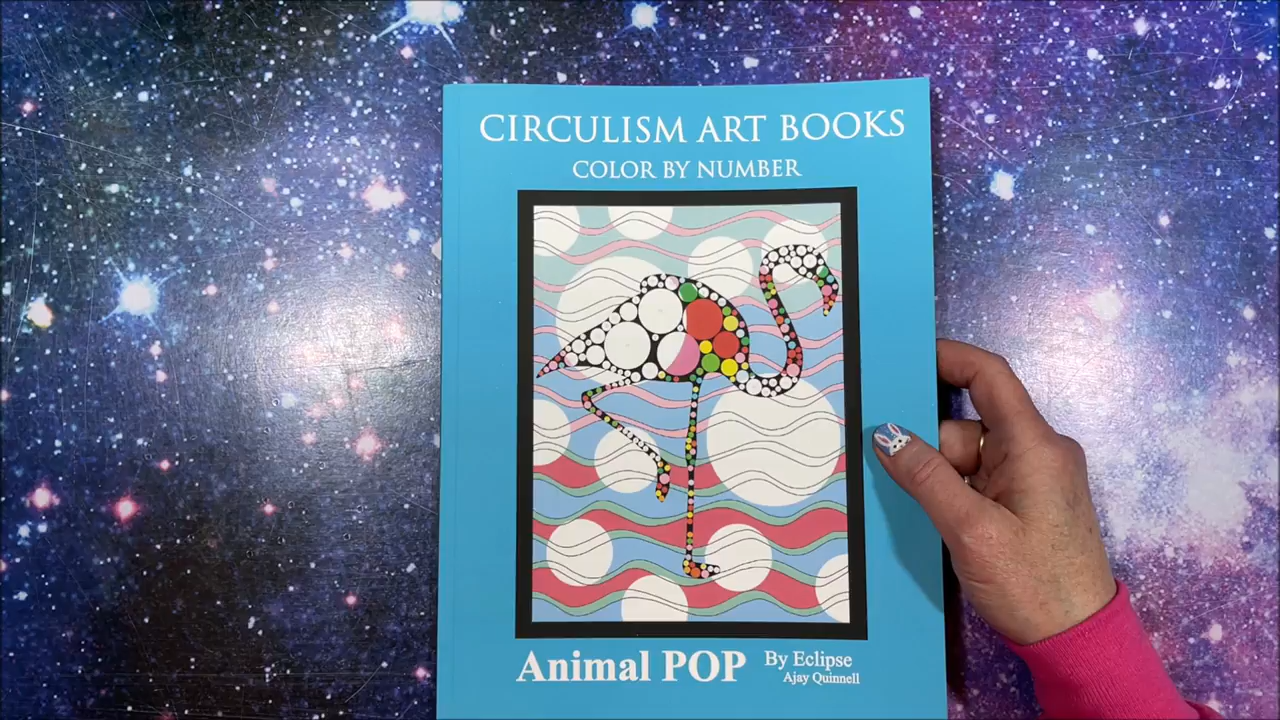 CIRCULISM ART BOOKS
COLOR BY NUMBER
Animal POP
By Eclipse
Ajay Quinnell